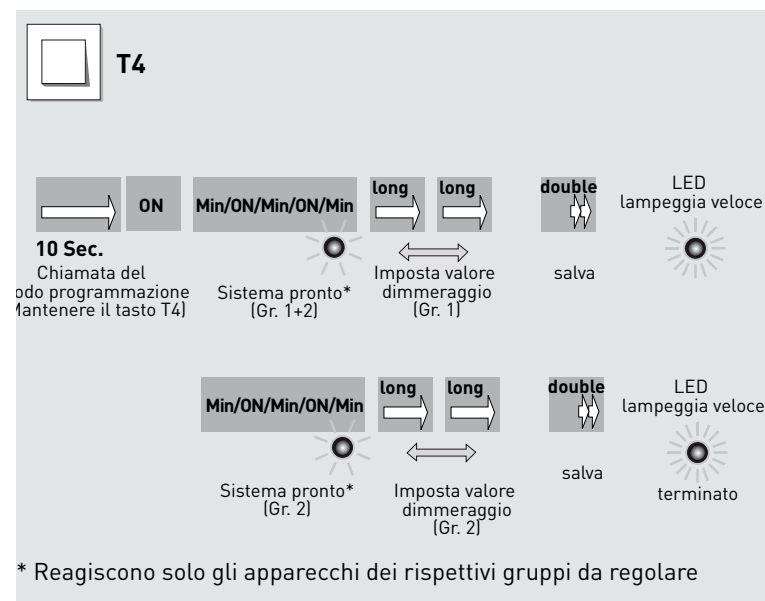 T4
ON
Min/ON/Min/ON/Min
long
long
double
LED
lampeggia veloce
10 Sec.
Chiamata del
odo programmazione
Mantenere il tasto T4)
Sistema pronto*
(Gr. 1+2)
Imposta valore
dimmeraggio
(Gr. 1)
salva
Min/ON/Min/ON/Min
long
long
double
LED
lampeggia veloce
Sistema pronto*
(Gr. 2)
Imposta valore
dimmeraggio
(Gr. 2)
salva
terminato
* Reagiscono solo gli apparecchi dei rispettivi gruppi da regolare